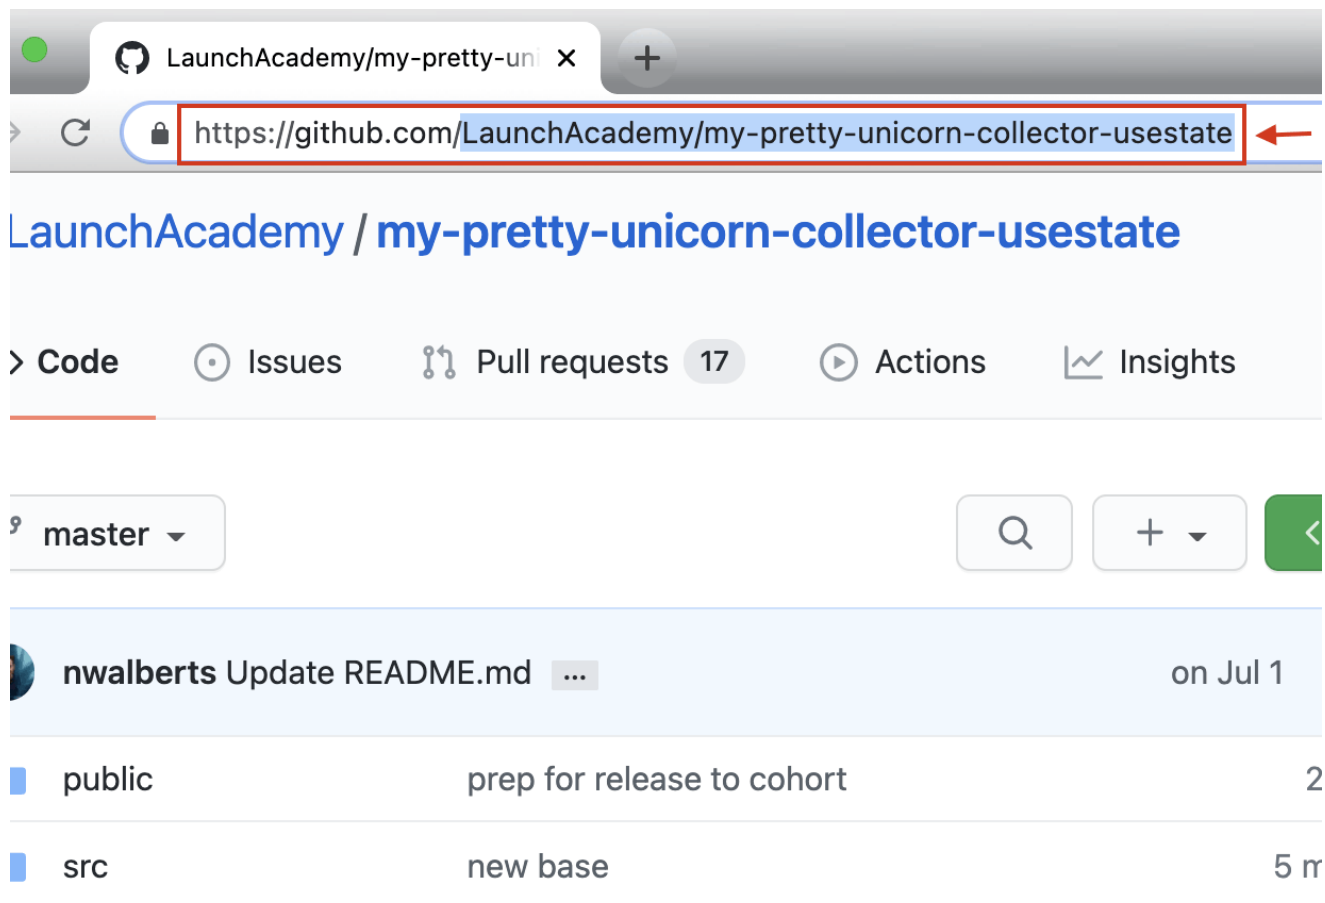 LaunchAcademy/my-pretty-uni
https://github.com/LaunchAcademy/my-pretty-unicorn-collector-usestate
LaunchAcademy / my-pretty-unicorn-collector-usestate
Code Issues Pull requests 17 Actions Insights
master
nwalberts Update README.md ... on Jul 1
public prep for release to cohort 2
src new base 5 m